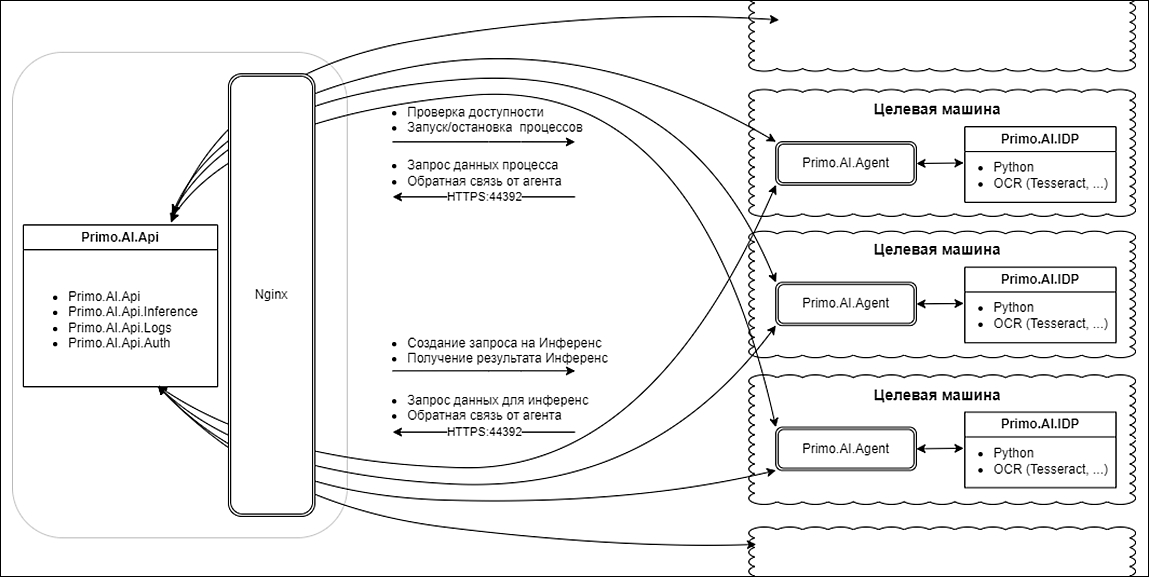 Primo.AI.Api
• Primo.AI.Api
• Primo.AI.Api.Inference
• Primo.AI.Api.Logs
• Primo.AI.Api.Auth
Nginx
• Проверка доступности
• Запуск/остановка процессов
• Запрос данных процесса
• Обратная связь от агента
HTTPS:44392
• Создание запроса на Инференс
• Получение результата Инференс
• Запрос данных для инференс
• Обратная связь от агента
HTTPS:44392
Целевая машина
Primo.AI.Agent
Primo.AI.IDP
• Python
• OCR (Tesseract, ...)
Целевая машина
Primo.AI.Agent
Primo.AI.IDP
• Python
• OCR (Tesseract, ...)
Целевая машина
Primo.AI.Agent
Primo.AI.IDP
• Python
• OCR (Tesseract, ...)